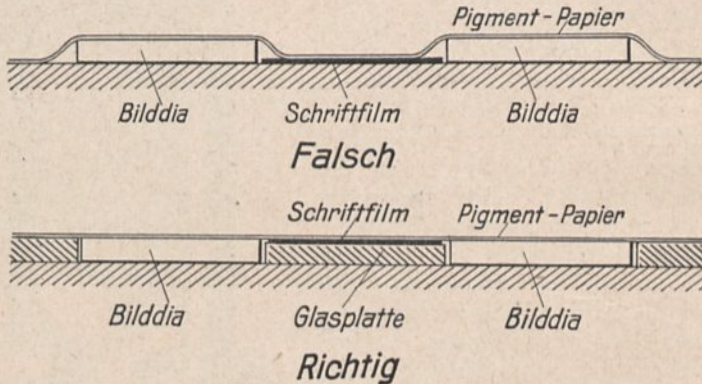 Pigment-Papier
Bilddia Schriftfilm Bilddia
Falsch
Schriftfilm Pigment-Papier
Bilddia Glasplatte Bilddia
Richtig